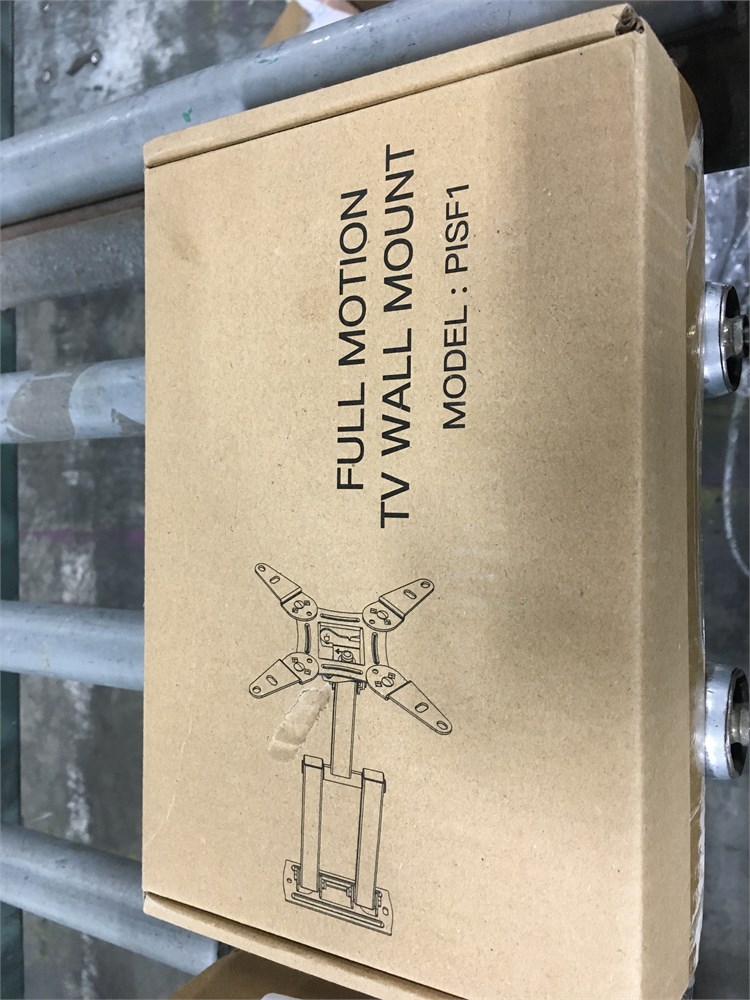 FULL MOTION
TV WALL MOUNT
MODEL : PISF1